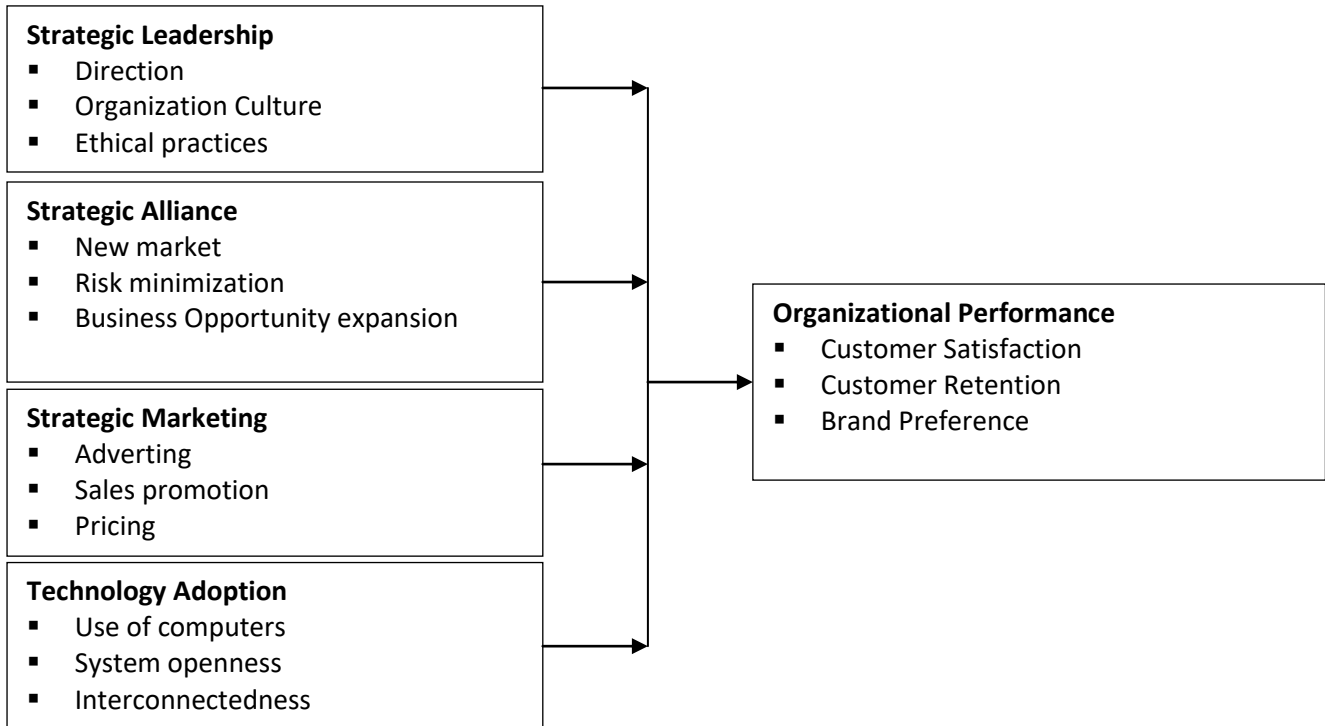 Strategic Leadership
▪ Direction
▪ Organization Culture
▪ Ethical practices
Strategic Alliance
▪ New market
▪ Risk minimization
▪ Business Opportunity expansion
Strategic Marketing
▪ Adverting
▪ Sales promotion
▪ Pricing
Technology Adoption
▪ Use of computers
▪ System openness
▪ Interconnectedness
Organizational Performance
▪ Customer Satisfaction
▪ Customer Retention
▪ Brand Preference